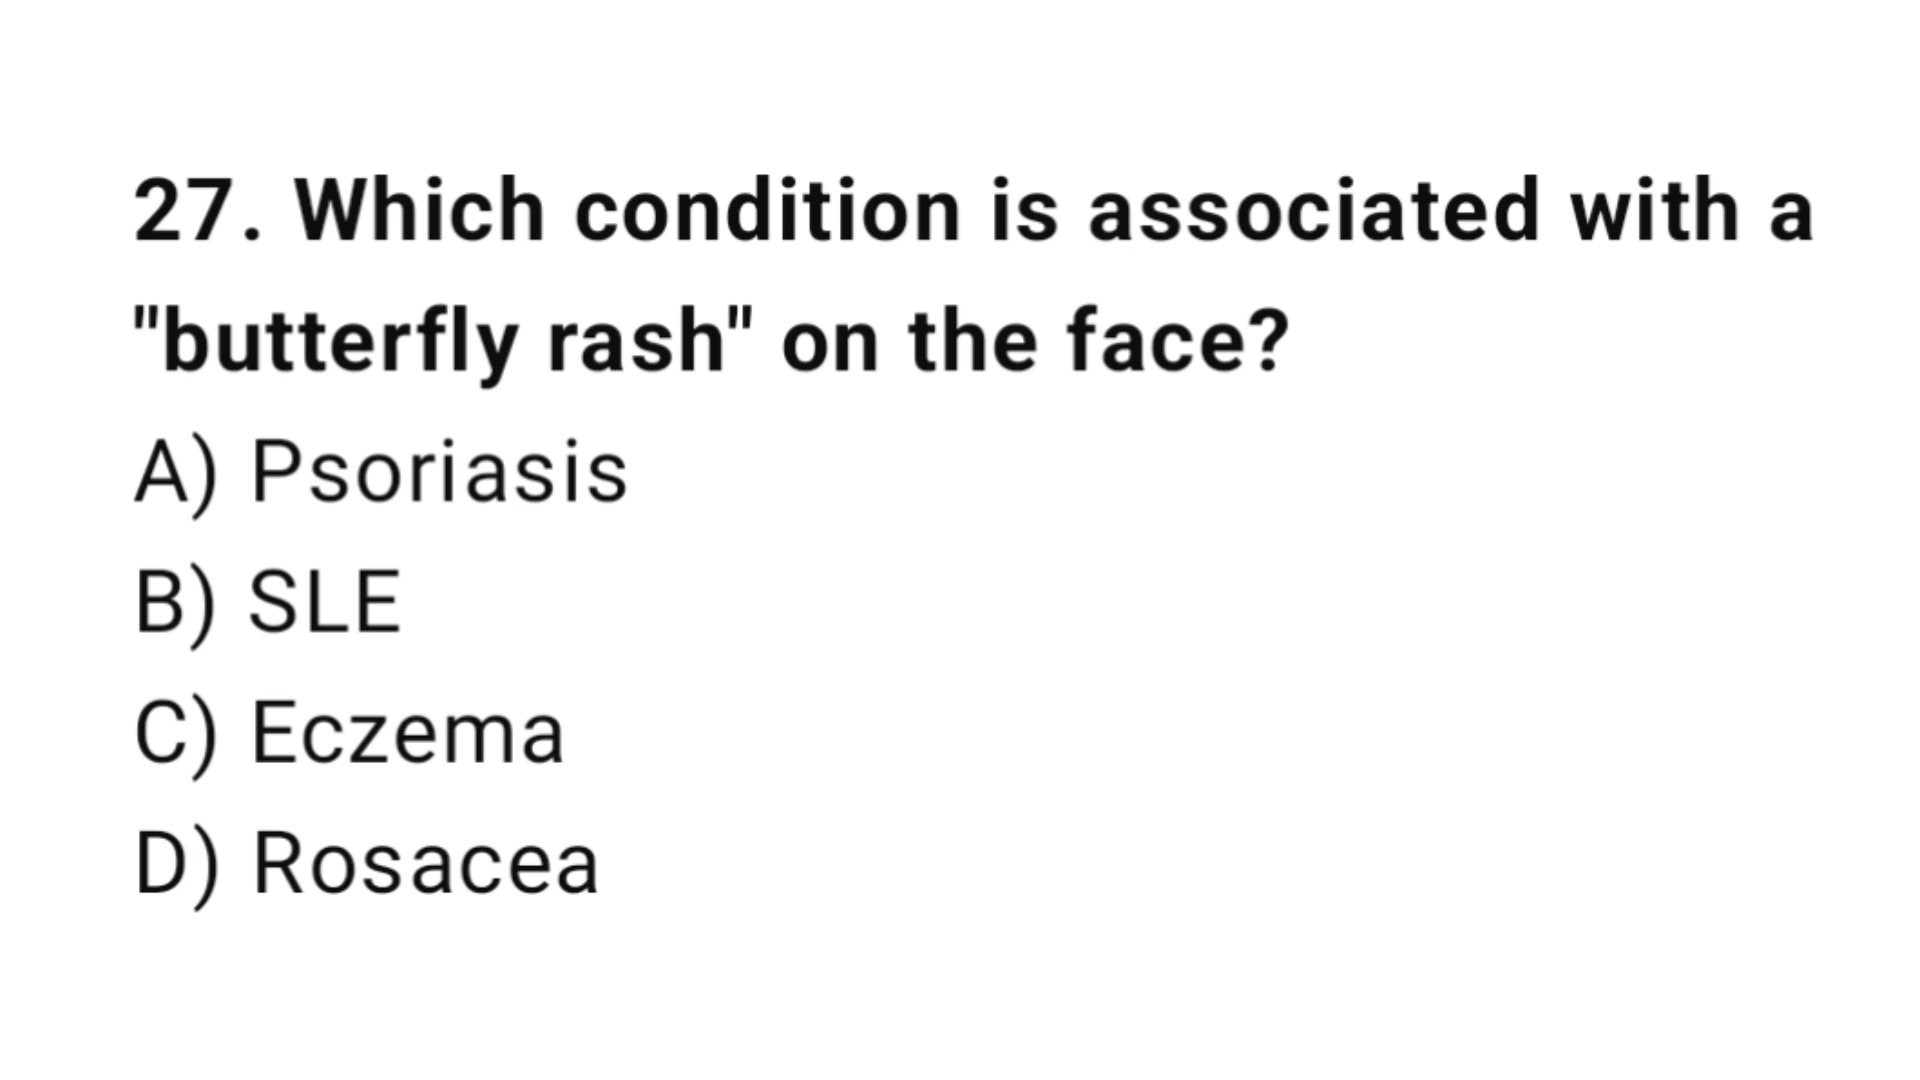 27. Which condition is associated with a
"butterfly rash" on the face?
A) Psoriasis
B) SLE
C) Eczema
D) Rosacea